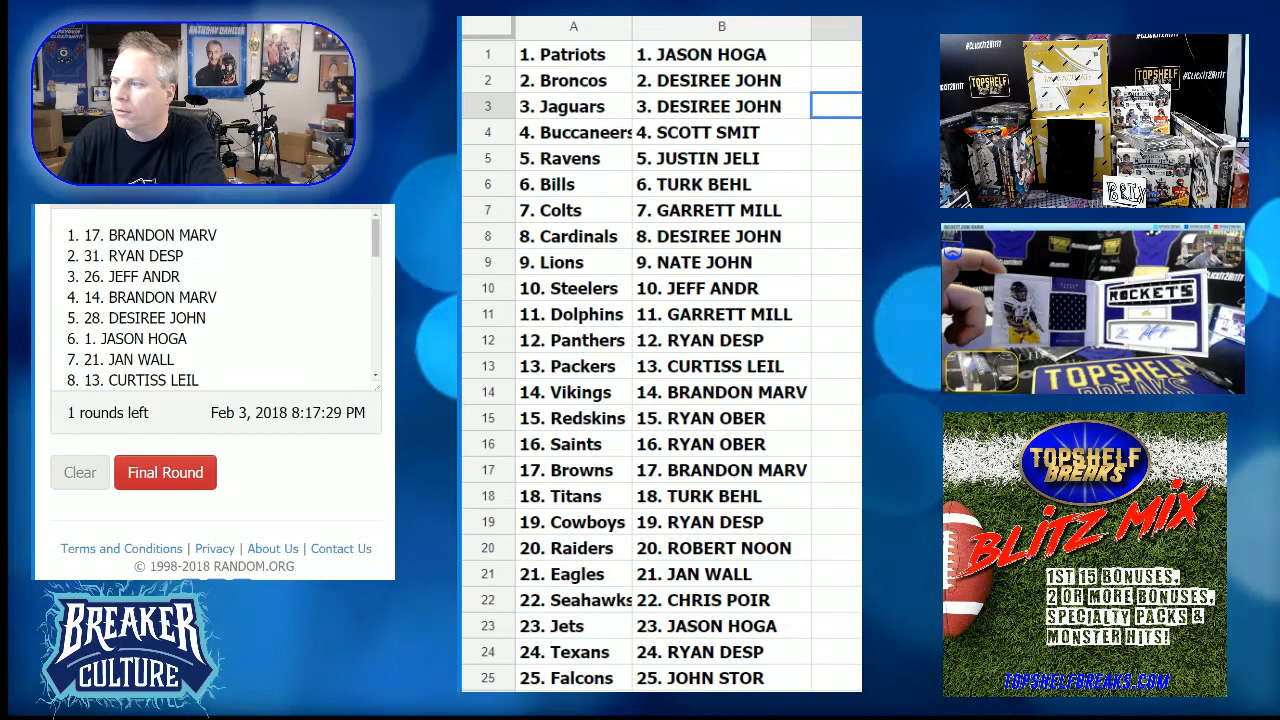 ANTHONY DANIELS
1. 17. BRANDON MARV
2. 31. RYAN DESP
3. 26. JEFF ANDR
4. 14. BRANDON MARV
5. 28. DESIREE JOHN
6. 1. JASON HOGA
7. 21. JAN WALL
8. 13. CURTISS LEIL
1 rounds left Feb 3, 2018 8:17:29 PM
Clear Final Round
Terms and Conditions | Privacy | About Us | Contact Us
© 1998-2018 RANDOM.ORG
BREAKER
CULTURE
A B
1 1. Patriots 1. JASON HOGA
2 2. Broncos 2. DESIREE JOHN
3 3. Jaguars 3. DESIREE JOHN
4 4. Buccaneers 4. SCOTT SMIT
5 5. Ravens 5. JUSTIN JELI
6 6. Bills 6. TURK BEHL
7 7. Colts 7. GARRETT MILL
8 8. Cardinals 8. DESIREE JOHN
9 9. Lions 9. NATE JOHN
10 10. Steelers 10. JEFF ANDR
11 11. Dolphins 11. GARRETT MILL
12 12. Panthers 12. RYAN DESP
13 13. Packers 13. CURTISS LEIL
14 14. Vikings 14. BRANDON MARV
15 15. Redskins 15. RYAN OBER
16 16. Saints 16. RYAN OBER
17 17. Browns 17. BRANDON MARV
18 18. Titans 18. TURK BEHL
19 19. Cowboys 19. RYAN DESP
20 20. Raiders 20. ROBERT NOON
21 21. Eagles 21. JAN WALL
22 22. Seahawks 22. CHRIS POIR
23 23. Jets 23. JASON HOGA
24 24. Texans 24. RYAN DESP
25 25. Falcons 25. JOHN STOR
#CLICKIT2RITIT
TOPSHELF
BREAKS
TOPSHELF
ROCKETS
TOPSHELF
BREAKS
TOPSHELF
BREAKS
BLITZ MIX
1ST 15 BONUSES,
2 OR MORE BONUSES,
SPECIALTY PACKS &
MONSTER HITS!
TOPSHELFBREAKS.COM